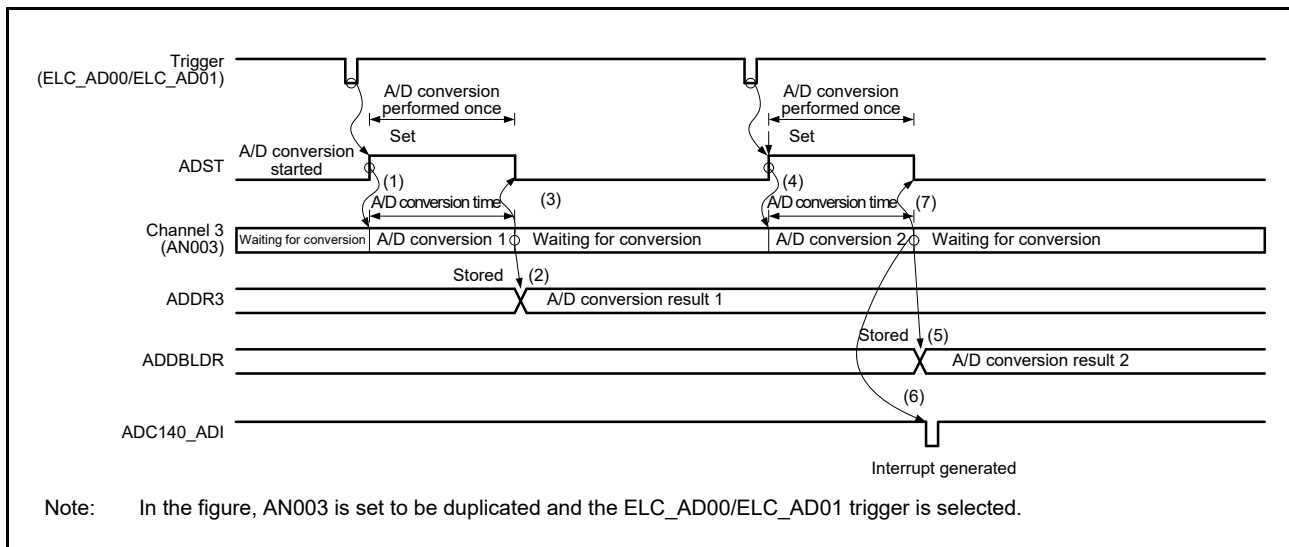 Trigger
(ELC_AD00/ELC_AD01)
A/D conversion
performed once
A/D conversion
performed once
Set
Set
A/D conversion
started
ADST
(1)
(3)
(4)
(7)
A/D conversion time
A/D conversion time
Channel 3
(AN003)
Waiting for conversion
A/D conversion 1
Waiting for conversion
A/D conversion 2
Waiting for conversion
Stored
(2)
ADDR3
A/D conversion result 1
Stored
(5)
ADDBLDR
A/D conversion result 2
(6)
ADC140_ADI
Interrupt generated
Note: In the figure, AN003 is set to be duplicated and the ELC_AD00/ELC_AD01 trigger is selected.